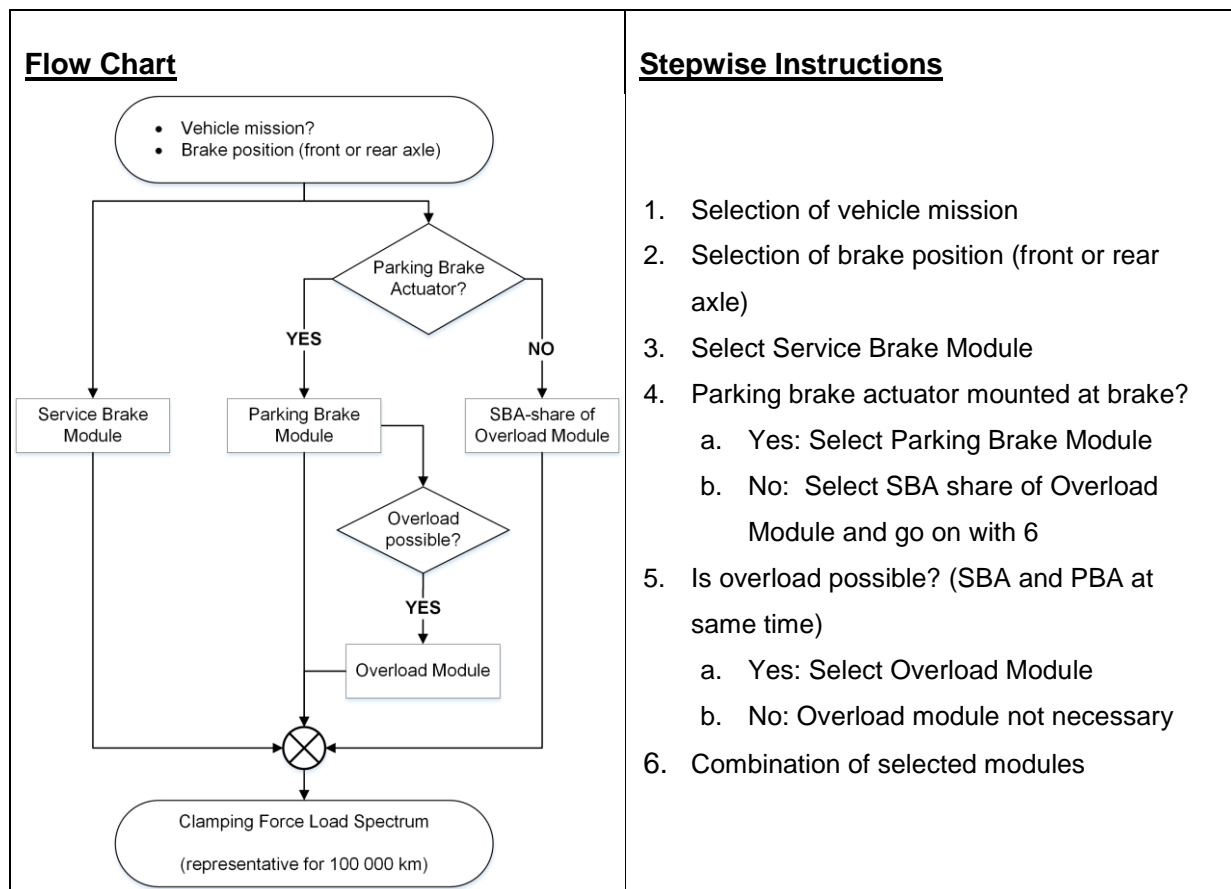 Flow Chart
• Vehicle mission?
• Brake position (front or rear axle)
Parking Brake
Actuator?
YES
NO
Service Brake
Module
Parking Brake
Module
SBA-share of
Overload Module
Overload
possible?
YES
Overload Module
Clamping Force Load Spectrum
(representative for 100 000 km)
Stepwise Instructions
1. Selection of vehicle mission
2. Selection of brake position (front or rear
axle)
3. Select Service Brake Module
4. Parking brake actuator mounted at brake?
a. Yes: Select Parking Brake Module
b. No: Select SBA share of Overload
Module and go on with 6
5. Is overload possible? (SBA and PBA at
same time)
a. Yes: Select Overload Module
b. No: Overload module not necessary
6. Combination of selected modules